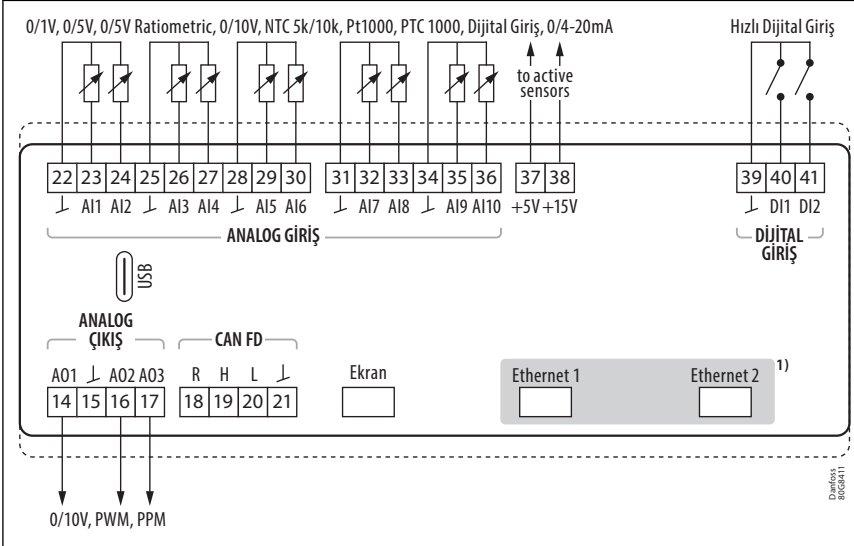 0/1V, 0/5V, 0/5V Ratiometric, 0/10V, NTC 5k/10k, Pt1000, PTC 1000, Dijital Giriş, 0/4-20mA
Hızlı Dijital Giriş
to active
sensors
22 23 24 25 26 27 28 29 30 31 32 33 34 35 36 37 38 39 40 41
AI1 AI2 AI3 AI4 AI5 AI6 AI7 AI8 AI9 AI10 +5V +15V DI1 DI2
ANALOG GİRİŞ
DİJİTAL
GİRİŞ
USB
ANALOG
ÇIKIŞ
CAN FD
AO1 AO2 AO3 R H L
Ekran
Ethernet 1
Ethernet 2
1)
14 15 16 17 18 19 20 21
Danfoss
80G8411
0/10V, PWM, PPM